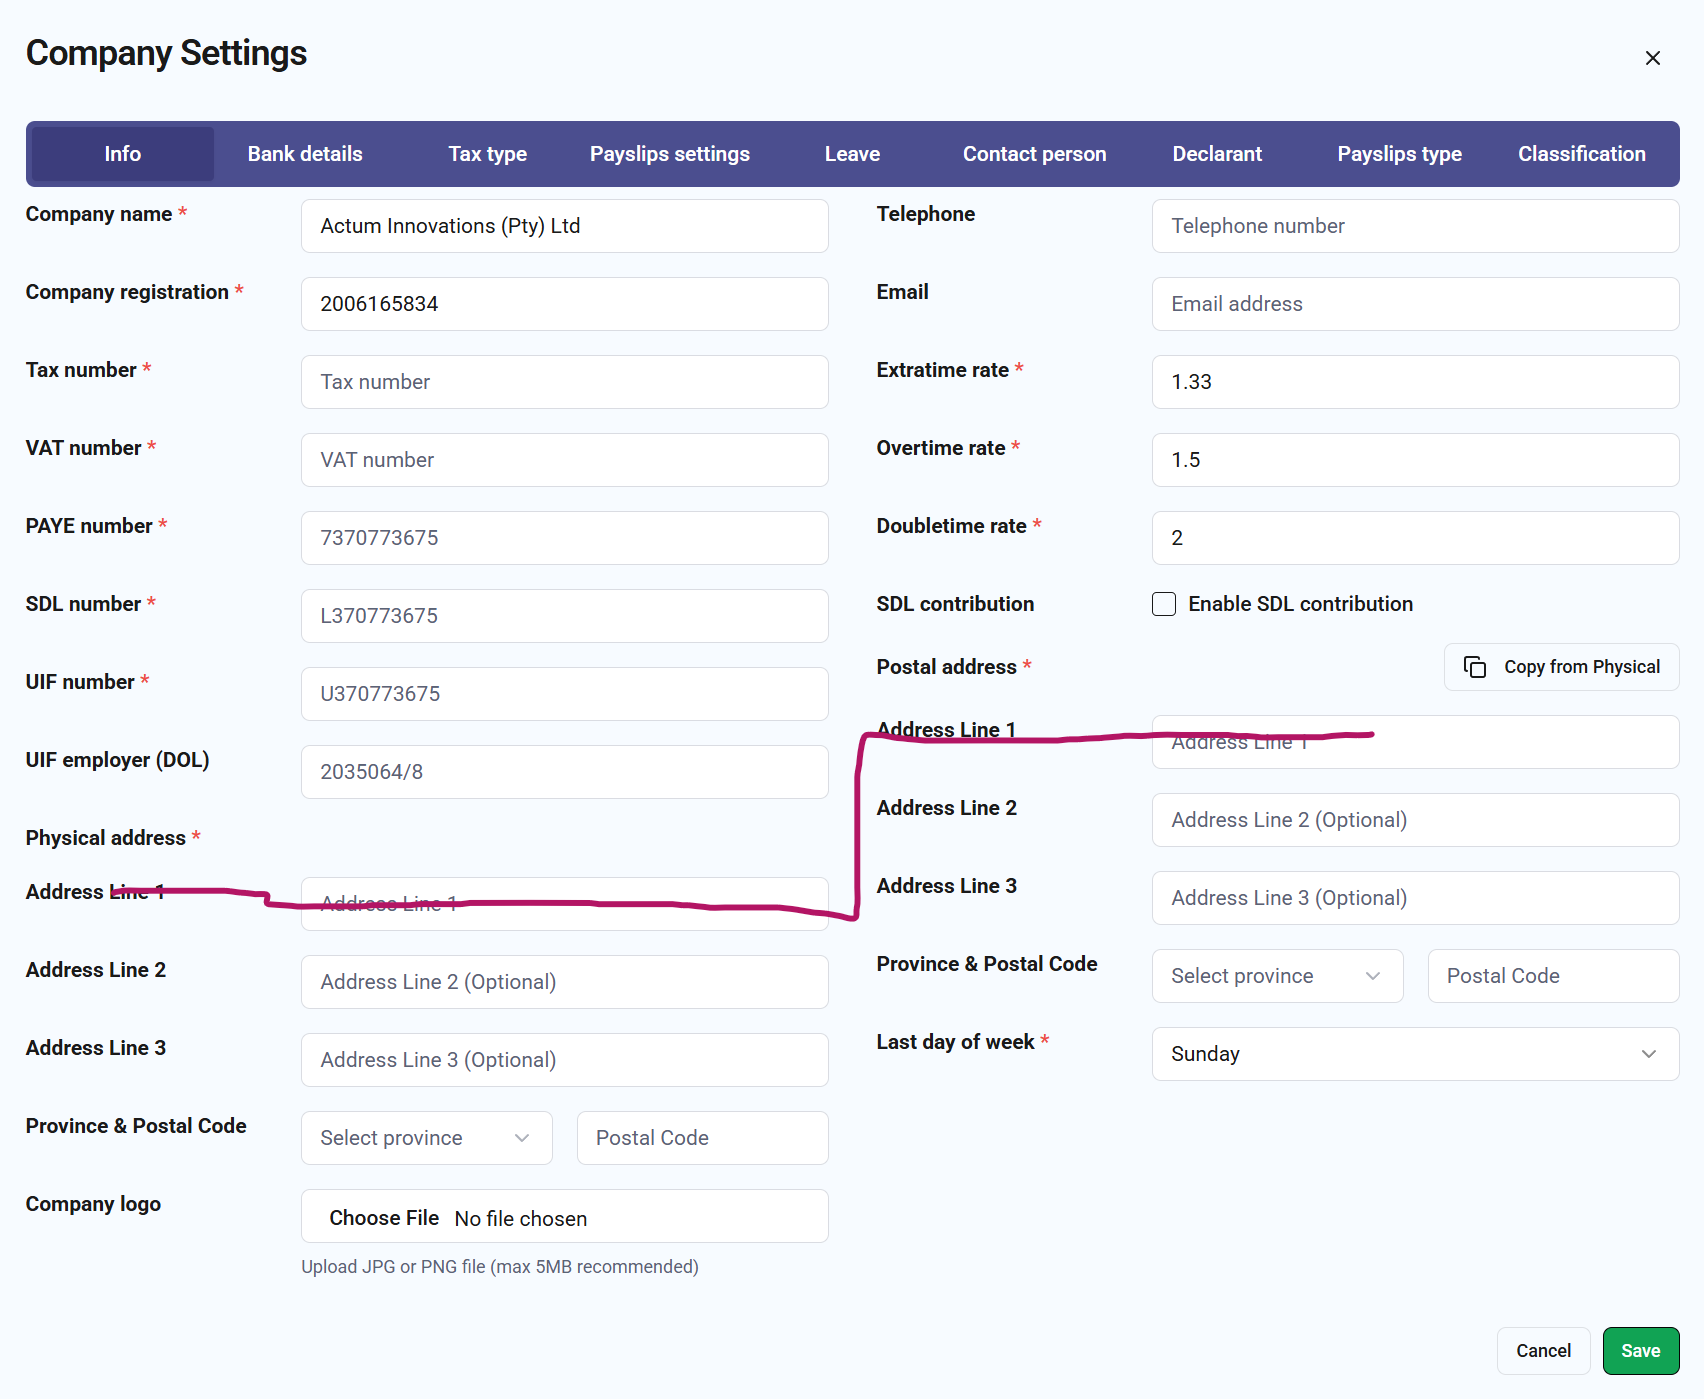 Company Settings
Info Bank details Tax type Payslips settings Leave Contact person Declarant Payslips type Classification
Company name * Actum Innovations (Pty) Ltd
Company registration * 2006165834
Tax number * Tax number
VAT number * VAT number
PAYE number * 7370773675
SDL number * L370773675
UIF number * U370773675
UIF employer (DOL) 2035064/8
Physical address *
Address Line 1 Address Line 1
Address Line 2 Address Line 2 (Optional)
Address Line 3 Address Line 3 (Optional)
Province & Postal Code Select province Postal Code
Company logo Choose File No file chosen
Upload JPG or PNG file (max 5MB recommended)
Telephone Telephone number
Email Email address
Extratime rate * 1.33
Overtime rate * 1.5
Doubletime rate * 2
SDL contribution Enable SDL contribution
Postal address * Copy from Physical
Address Line 1 Address Line 1
Address Line 2 Address Line 2 (Optional)
Address Line 3 Address Line 3 (Optional)
Province & Postal Code Select province Postal Code
Last day of week * Sunday
Cancel Save